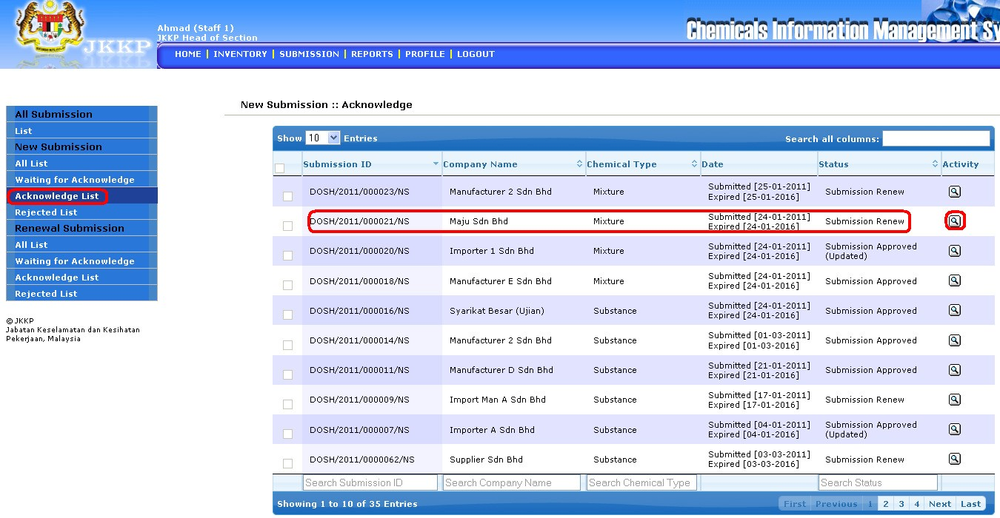 Ahmad (Staff 1)
JKKP Head of Section
JKKP
Chemicals Information Management Sy
HOME | INVENTORY | SUBMISSION | REPORTS | PROFILE | LOGOUT
All Submission
List
New Submission
All List
Waiting for Acknowledge
Acknowledge List
Rejected List
Renewal Submission
All List
Waiting for Acknowledge
Acknowledge List
Rejected List
©JKKP
Jabatan Keselamatan dan Kesihatan
Pekerjaan, Malaysia
New Submission :: Acknowledge
Show 10 Entries Search all columns:
Submission ID Company Name Chemical Type Date Status Activity
DOSH/2011/000023/NS Manufacturer 2 Sdn Bhd Mixture Submitted [25-01-2011] Submission Renew
Expired [25-01-2016]
DOSH/2011/000021/NS Maju Sdn Bhd Mixture Submitted [24-01-2011] Submission Renew
Expired [24-01-2016]
DOSH/2011/000020/NS Importer 1 Sdn Bhd Mixture Submitted [24-01-2011] Submission Approved
Expired [24-01-2016] (Updated)
DOSH/2011/000018/NS Manufacturer E Sdn Bhd Mixture Submitted [24-01-2011] Submission Approved
Expired [24-01-2016]
DOSH/2011/000016/NS Syarikat Besar (Ujian) Substance Submitted [24-01-2011] Submission Approved
Expired [24-01-2016]
DOSH/2011/000014/NS Manufacturer 2 Sdn Bhd Substance Submitted [01-03-2011] Submission Approved
Expired [01-03-2016]
DOSH/2011/000011/NS Manufacturer D Sdn Bhd Substance Submitted [21-01-2011] Submission Approved
Expired [21-01-2016]
DOSH/2011/000009/NS Import Man A Sdn Bhd Substance Submitted [17-01-2011] Submission Renew
Expired [17-01-2016]
DOSH/2011/000007/NS Importer A Sdn Bhd Substance Submitted [04-01-2011] Submission Approved
Expired [04-01-2016] (Updated)
DOSH/2011/0000062/NS Supplier Sdn Bhd Substance Submitted [03-03-2011] Submission Renew
Expired [03-03-2016]
Search Submission ID Search Company Name Search Chemical Type Search Status
Showing 1 to 10 of 35 Entries First Previous 1 2 3 4 Next Last